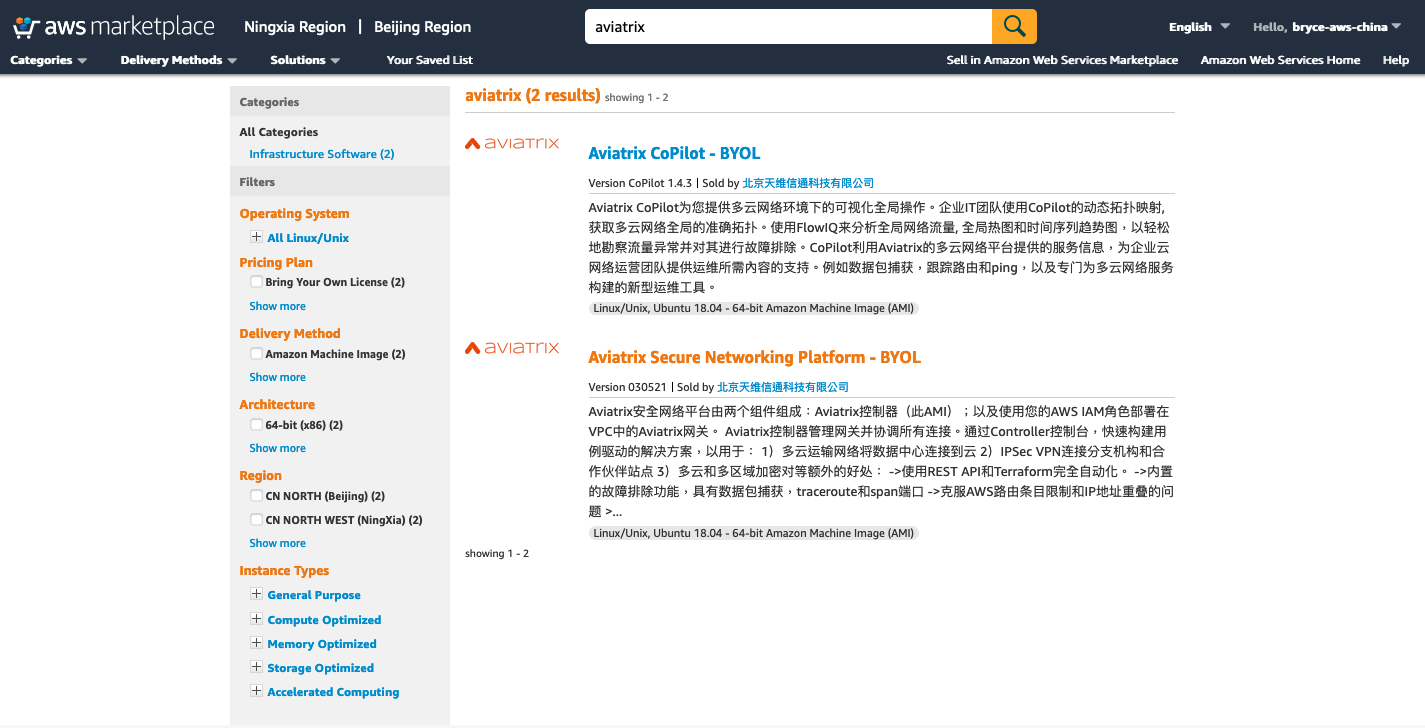 aws marketplace
Ningxia Region | Beijing Region
aviatrix
English
Hello, bryce-aws-china
Categories
Delivery Methods
Solutions
Your Saved List
Sell in Amazon Web Services Marketplace
Amazon Web Services Home
Help
Categories
All Categories
Infrastructure Software (2)
Filters
Operating System
All Linux/Unix
Pricing Plan
Bring Your Own License (2)
Show more
Delivery Method
Amazon Machine Image (2)
Show more
Architecture
64-bit (x86) (2)
Show more
Region
CN NORTH (Beijing) (2)
CN NORTH WEST (NingXia) (2)
Show more
Instance Types
General Purpose
Compute Optimized
Memory Optimized
Storage Optimized
Accelerated Computing
aviatrix (2 results) showing 1 - 2
aviatrix
Aviatrix CoPilot - BYOL
Version CoPilot 1.4.3 | Sold by 北京天维信通科技有限公司
Aviatrix CoPilot为您提供多云网络环境下的可视化全局操作。企业IT团队使用CoPilot的动态拓扑映射,
获取多云网络全局的准确拓扑。使用FlowIQ来分析全局网络流量, 全局热图和时间序列趋势图，以轻松
地勘察流量异常并对其进行故障排除。CoPilot利用Aviatrix的多云网络平台提供的服务信息，为企业云
网络运营团队提供运维所需内容的支持。例如数据包捕获，跟踪路由和ping，以及专门为多云网络服务
构建的新型运维工具。
Linux/Unix, Ubuntu 18.04 - 64-bit Amazon Machine Image (AMI)
aviatrix
Aviatrix Secure Networking Platform - BYOL
Version 030521 | Sold by 北京天维信通科技有限公司
Aviatrix安全网络平台由两个组件组成：Aviatrix控制器（此AMI）；以及使用您的AWS IAM角色部署在
VPC中的Aviatrix网关。 Aviatrix控制器管理网关并协调所有连接。通过Controller控制台，快速构建用
例驱动的解决方案，以用于： 1）多云运输网络将数据中心连接到云 2）IPSec VPN连接分支机构和合
作伙伴站点 3）多云和多区域加密对等额外的好处： ->使用REST API和Terraform完全自动化。 ->内置
的故障排除功能，具有数据包捕获，traceroute和span端口 ->克服AWS路由条目限制和IP地址重叠的问
题 >...
Linux/Unix, Ubuntu 18.04 - 64-bit Amazon Machine Image (AMI)
showing 1 - 2